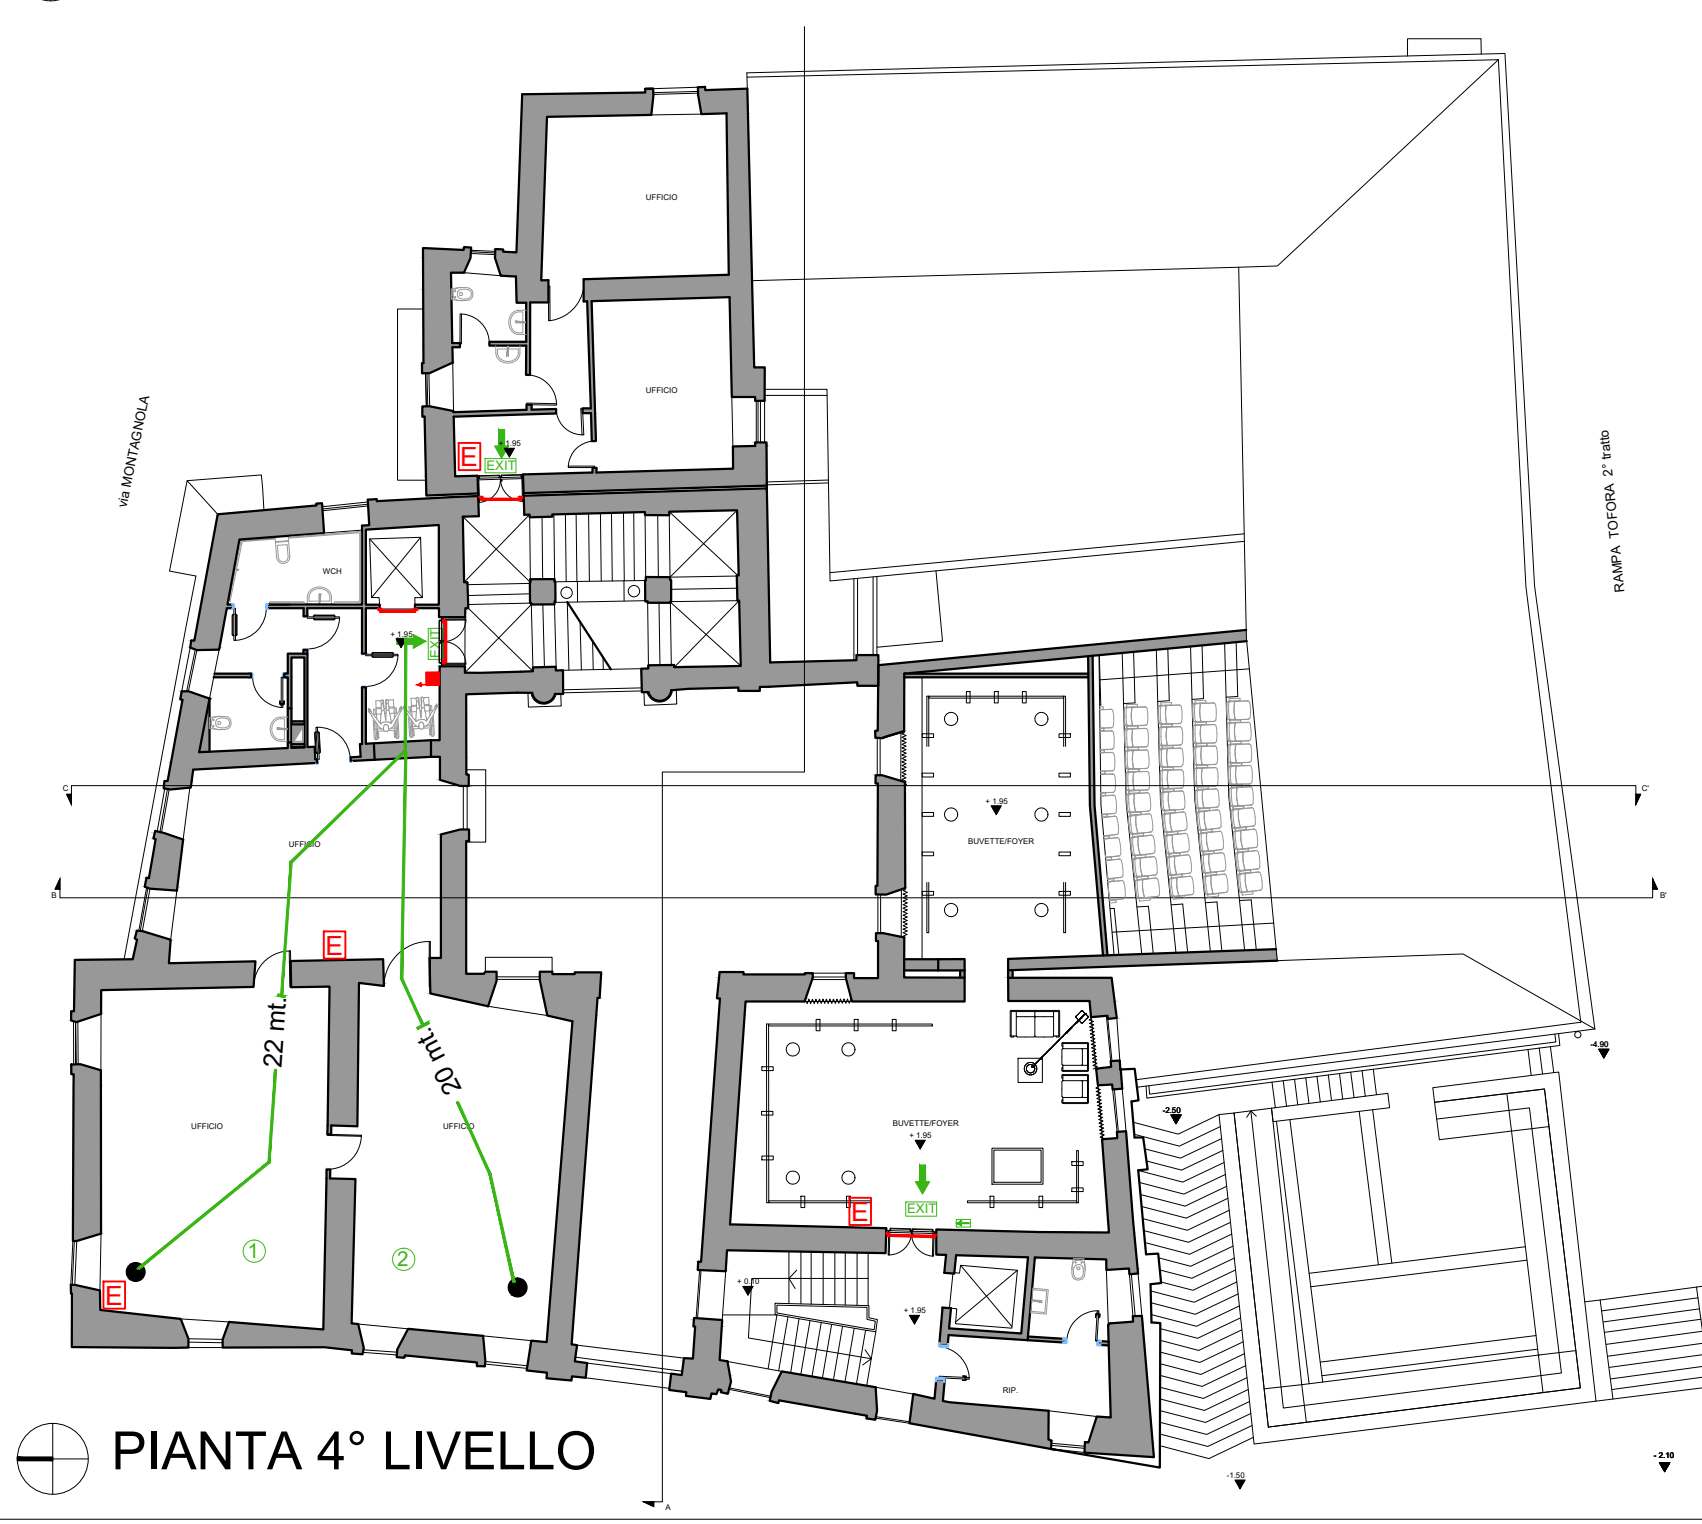 UFFICIO
UFFICIO
via MONTAGNOLA
RAMPA TOFORA 2° tratto
+ 1.95
E
EXIT
WCH
+ 1.95
EXIT
C
C'
+ 1.95
UFFICIO
BUVETTE/FOYER
B
B'
E
22 mt.
20 mt.
-4.90
-2.50
UFFICIO
UFFICIO
BUVETTE/FOYER
+ 1.95
E
EXIT
1
2
E
+ 0.10
+ 1.95
RIP.
PIANTA 4° LIVELLO
- 2.10
-1.50
A